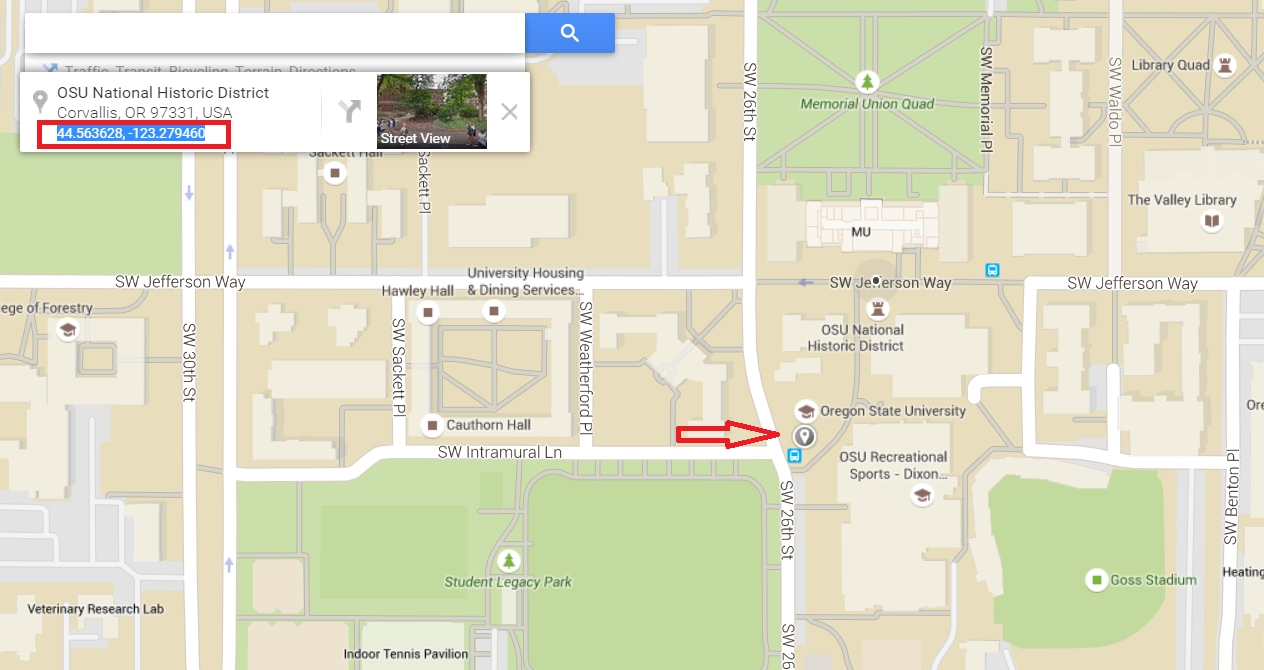 Traffic, Transit, Bicycling, Terrain, Directions
OSU National Historic District
Corvallis, OR 97331, USA
44.563628, -123.279460
Street View
SW 26th St
Memorial Union Quad
SW Memorial Pl
Library Quad
SW Waldo Pl
Sackett Hall
Sackett Pl
The Valley Library
MU
SW Jefferson Way
University Housing
& Dining Services...
SW Jefferson Way
SW Jefferson Way
Hawley Hall
ege of Forestry
SW 30th St
SW Sackett Pl
SW Weatherford Pl
OSU National
Historic District
Cauthorn Hall
Oregon State University
Ore
SW Intramural Ln
OSU Recreational
Sports - Dixon...
SW 26th St
SW Benton Pl
Student Legacy Park
Goss Stadium
Heating
Veterinary Research Lab
Indoor Tennis Pavilion
SW 26